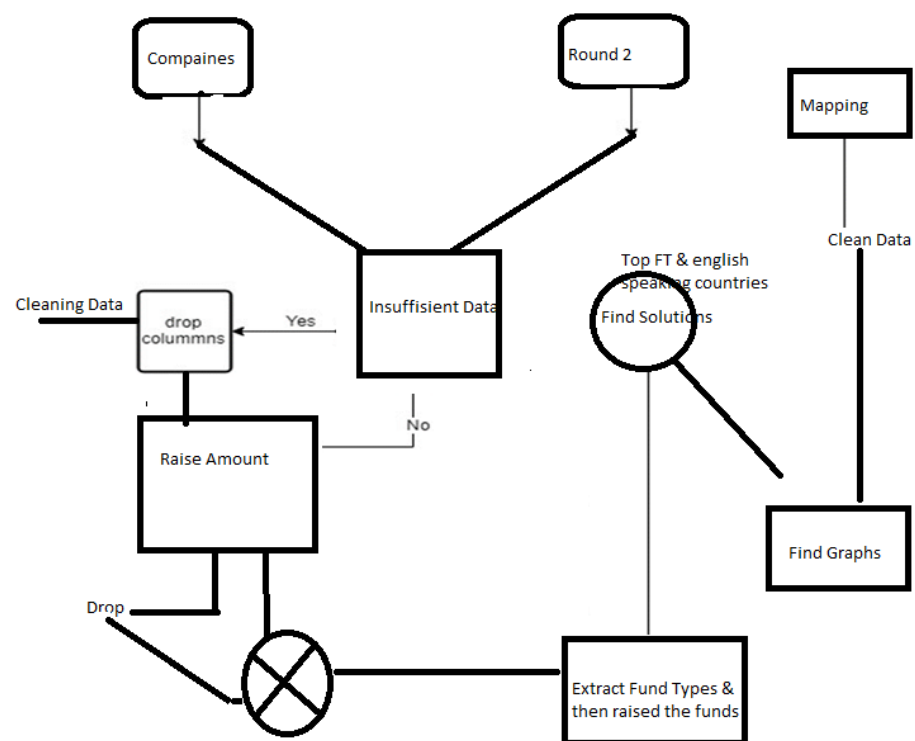 Compaines
Round 2
Mapping
Clean Data
Top FT & english
speaking countries
Find Solutions
Insuffisient Data
Cleaning Data
drop
colummns
Yes
No
Raise Amount
Find Graphs
Drop
Extract Fund Types &
then raised the funds